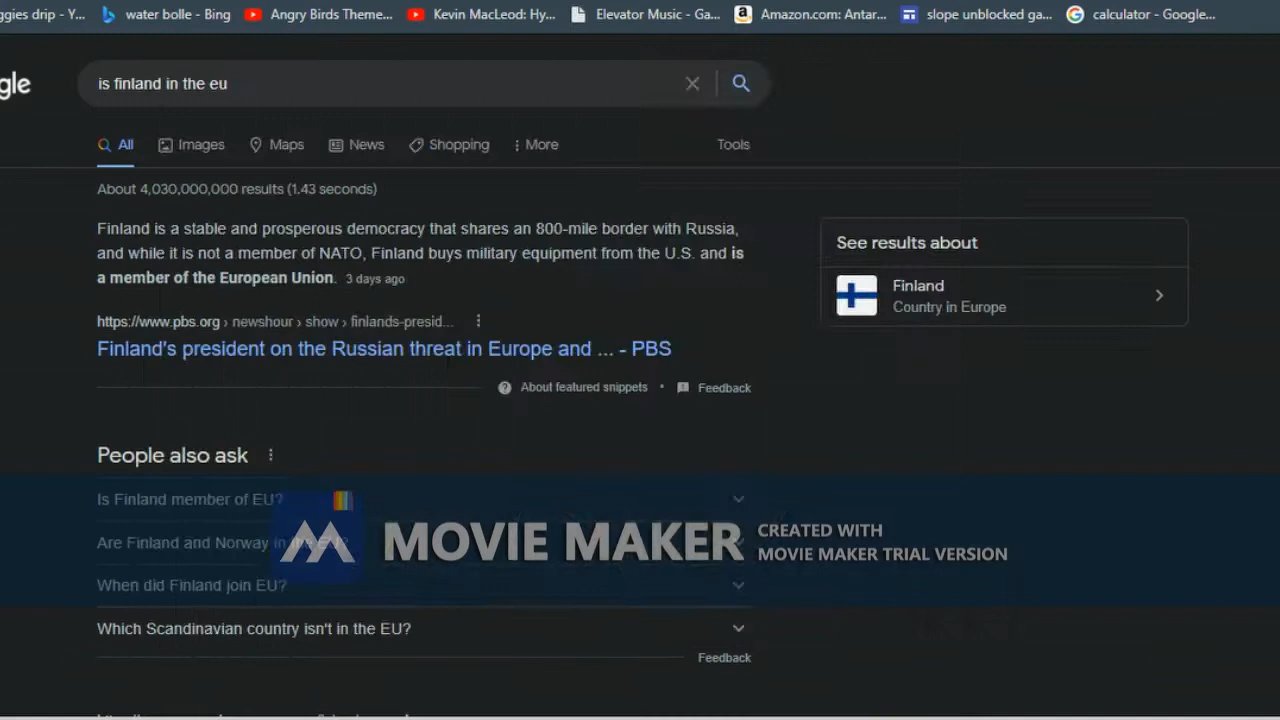 ggies drip - Y... water bolle - Bing Angry Birds Theme... Kevin MacLeod: Hy... Elevator Music - Ga... Amazon.com: Antar... slope unblocked ga... calculator - Google...
gle is finland in the eu
All Images Maps News Shopping More Tools
About 4,030,000,000 results (1.43 seconds)
Finland is a stable and prosperous democracy that shares an 800-mile border with Russia,
and while it is not a member of NATO, Finland buys military equipment from the U.S. and is
a member of the European Union. 3 days ago
See results about
Finland
Country in Europe
https://www.pbs.org › newshour › show › finlands-presid...
Finland's president on the Russian threat in Europe and ... - PBS
About featured snippets • Feedback
People also ask
Is Finland member of EU?
Are Finland and Norway in the EU?
When did Finland join EU?
MOVIE MAKER
CREATED WITH
MOVIE MAKER TRIAL VERSION
Which Scandinavian country isn't in the EU?
Feedback